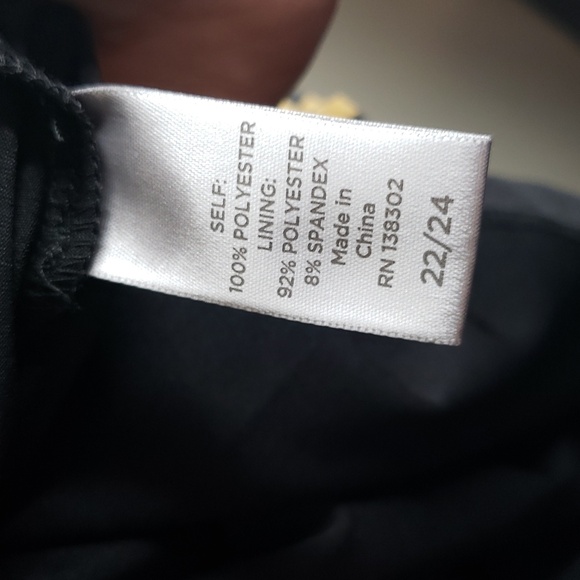 SELF:
100% POLYESTER
LINING:
92% POLYESTER
8% SPANDEX
Made in
China
RN 138302
22/24